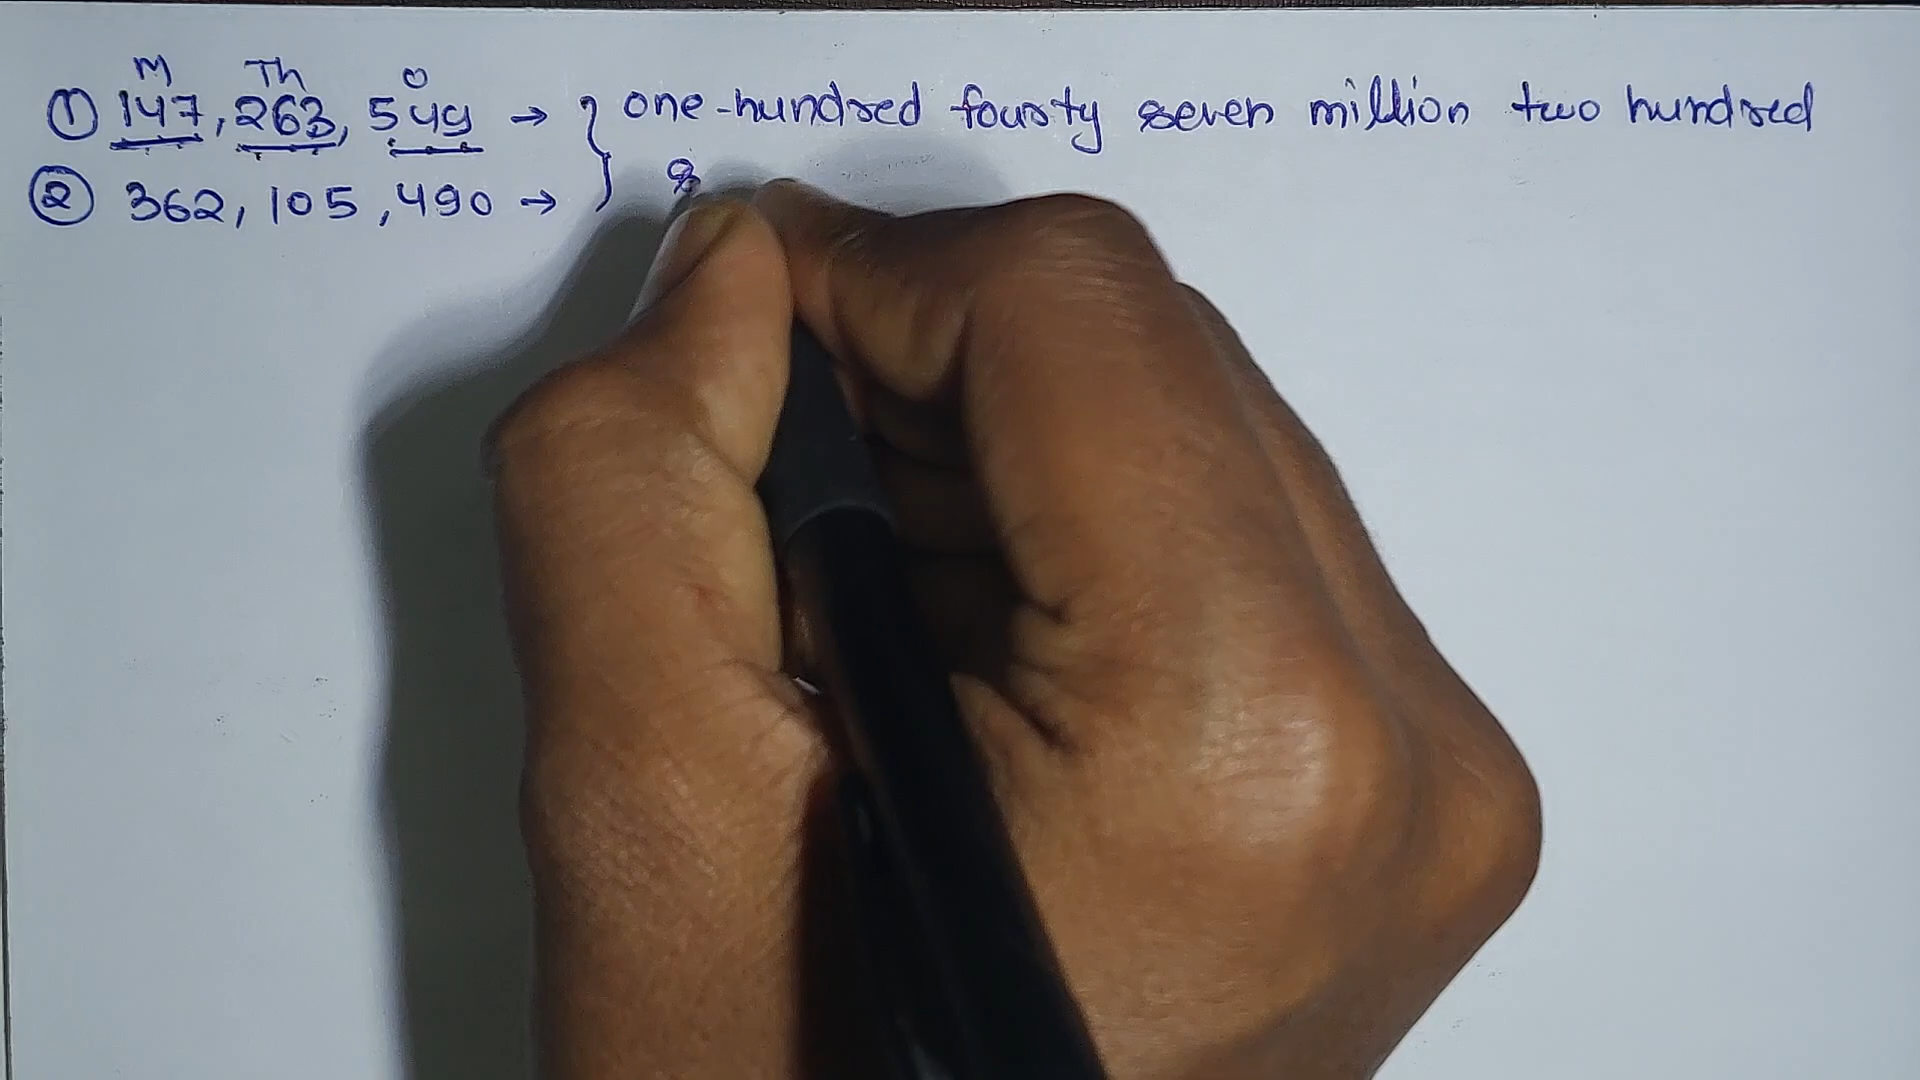 M Th O
① 147, 263, 549 → } one-hundred fourty seven million two hundred
② 362, 105, 490 →